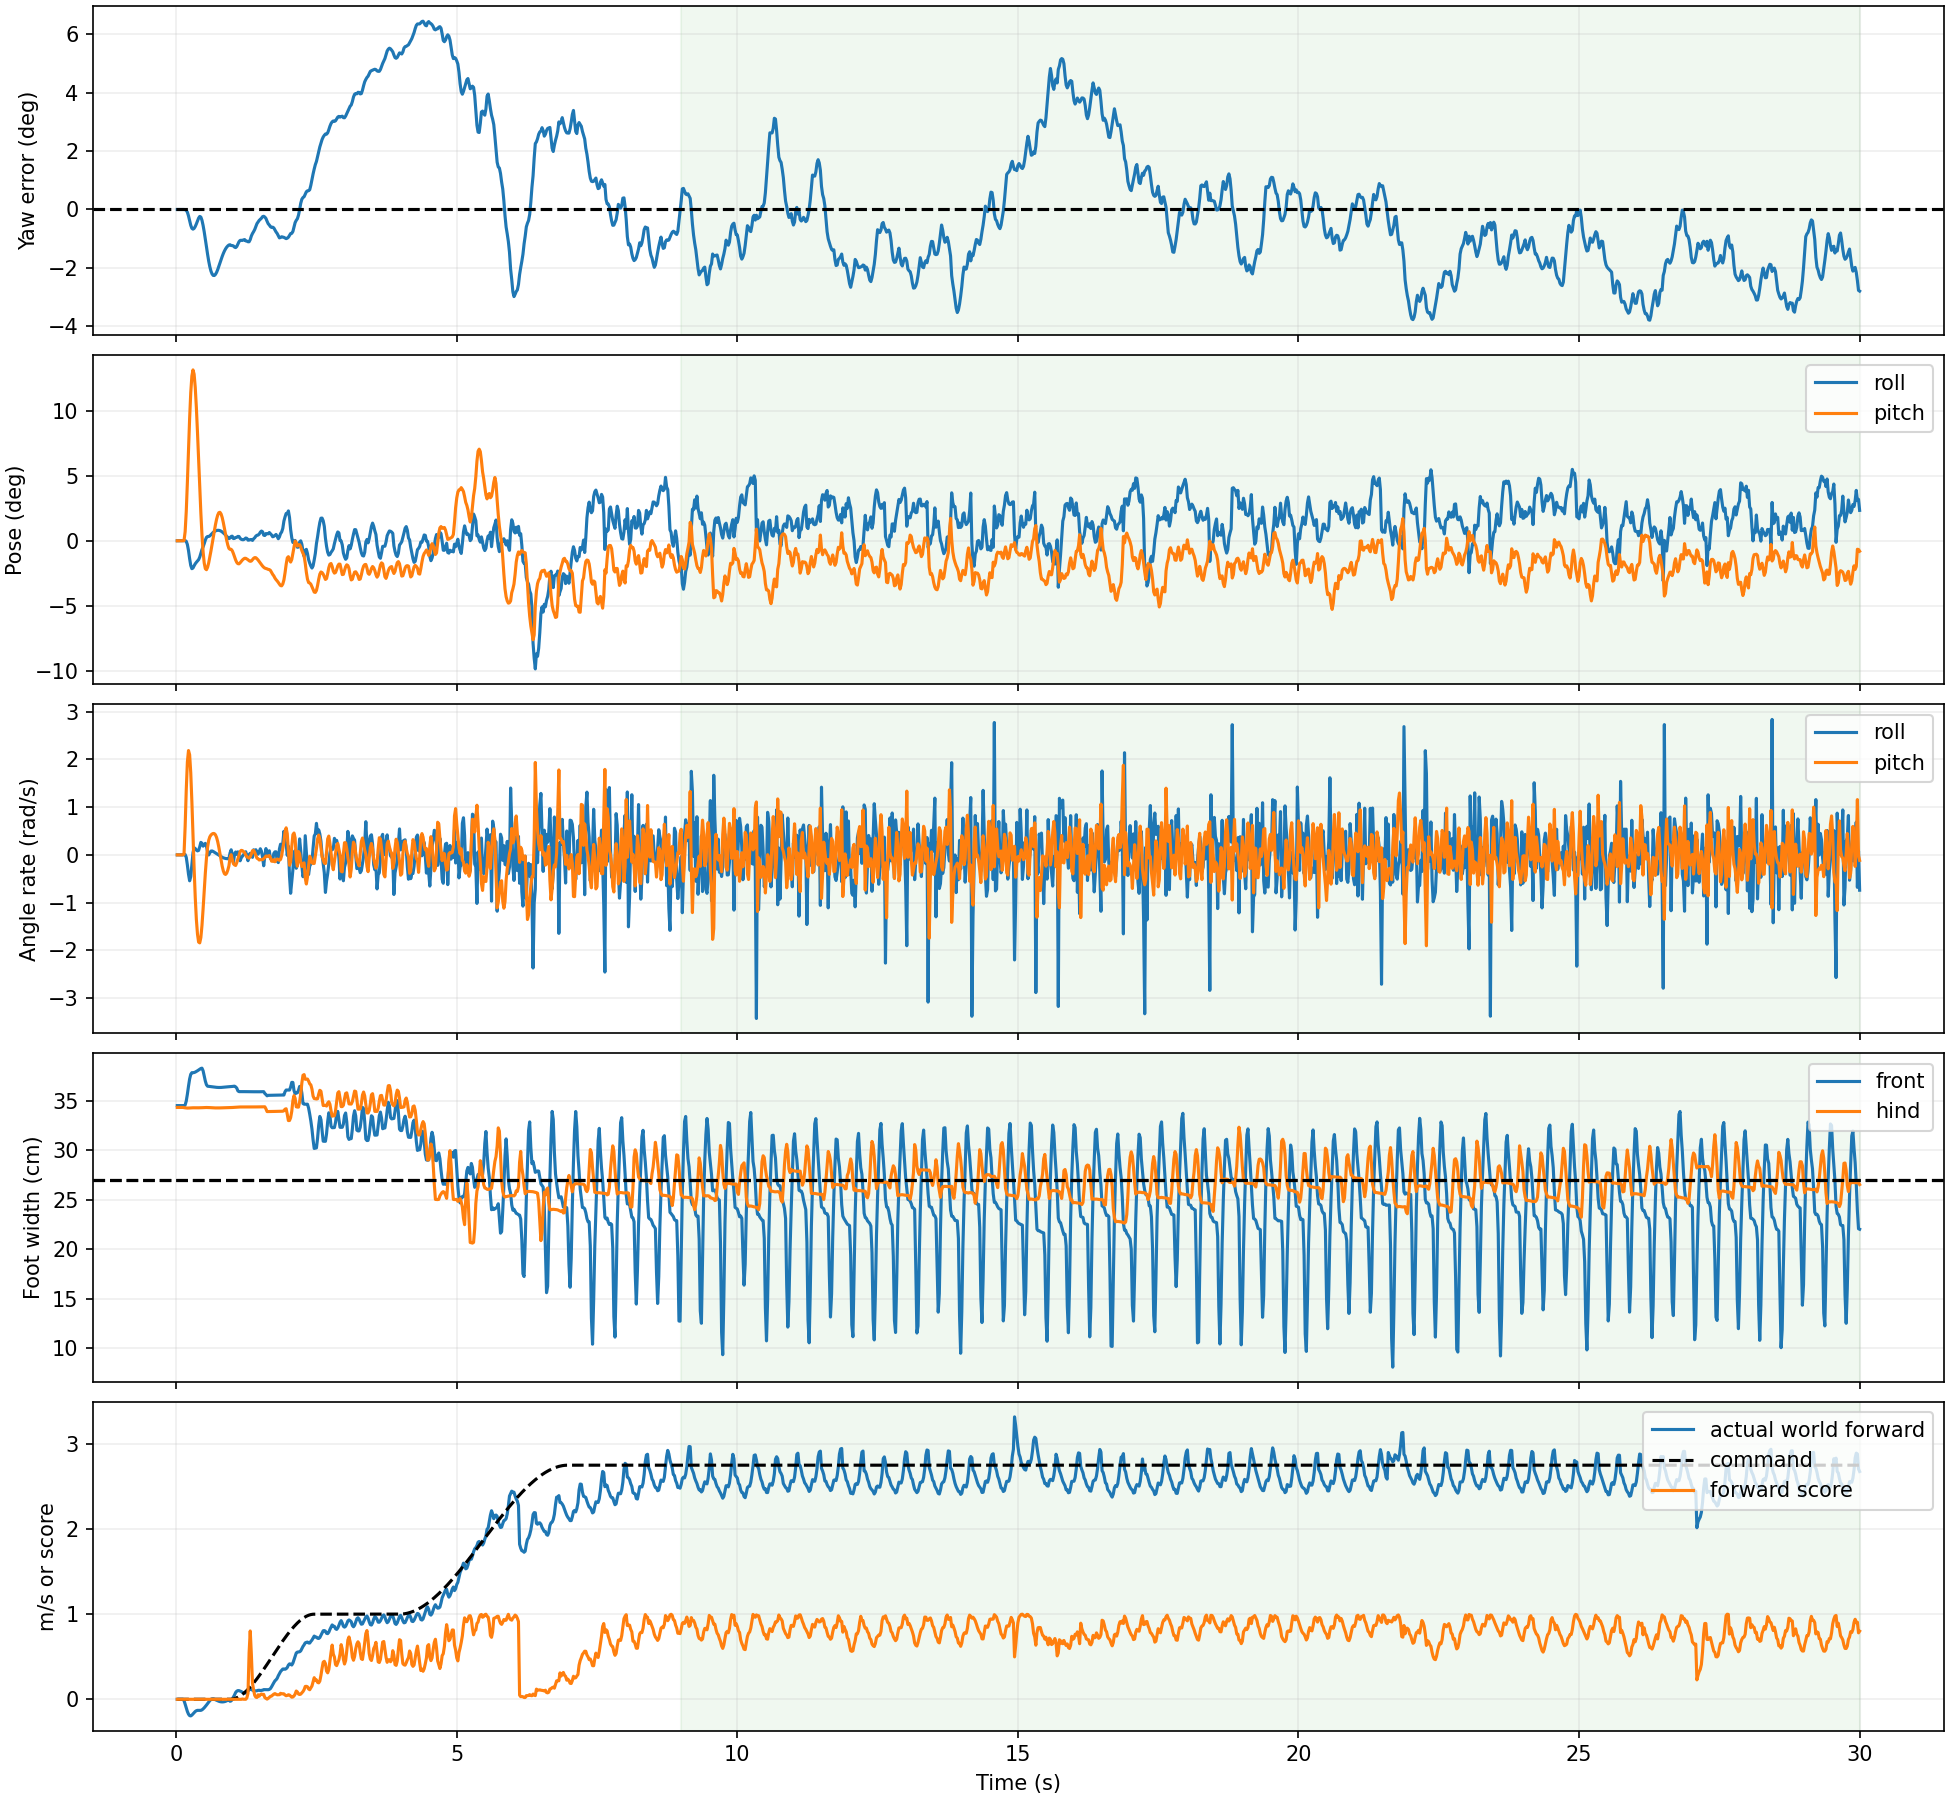 Yaw error (deg)
6
4
2
0
−2
−4
Pose (deg)
10
5
0
−5
−10
roll
pitch
Angle rate (rad/s)
3
2
1
0
−1
−2
−3
roll
pitch
Foot width (cm)
35
30
25
20
15
10
front
hind
m/s or score
3
2
1
0
actual world forward
command
forward score
0 5 10 15 20 25 30
Time (s)